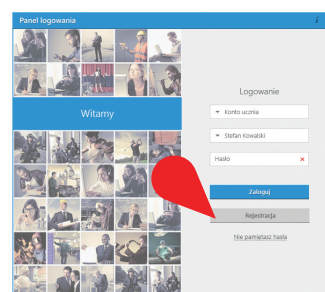 Panel logowania
i
Witamy
Logowanie
Konto ucznia
Stefan Kowalski
Hasło
×
Zaloguj
Rejestracja
Nie pamiętasz hasła